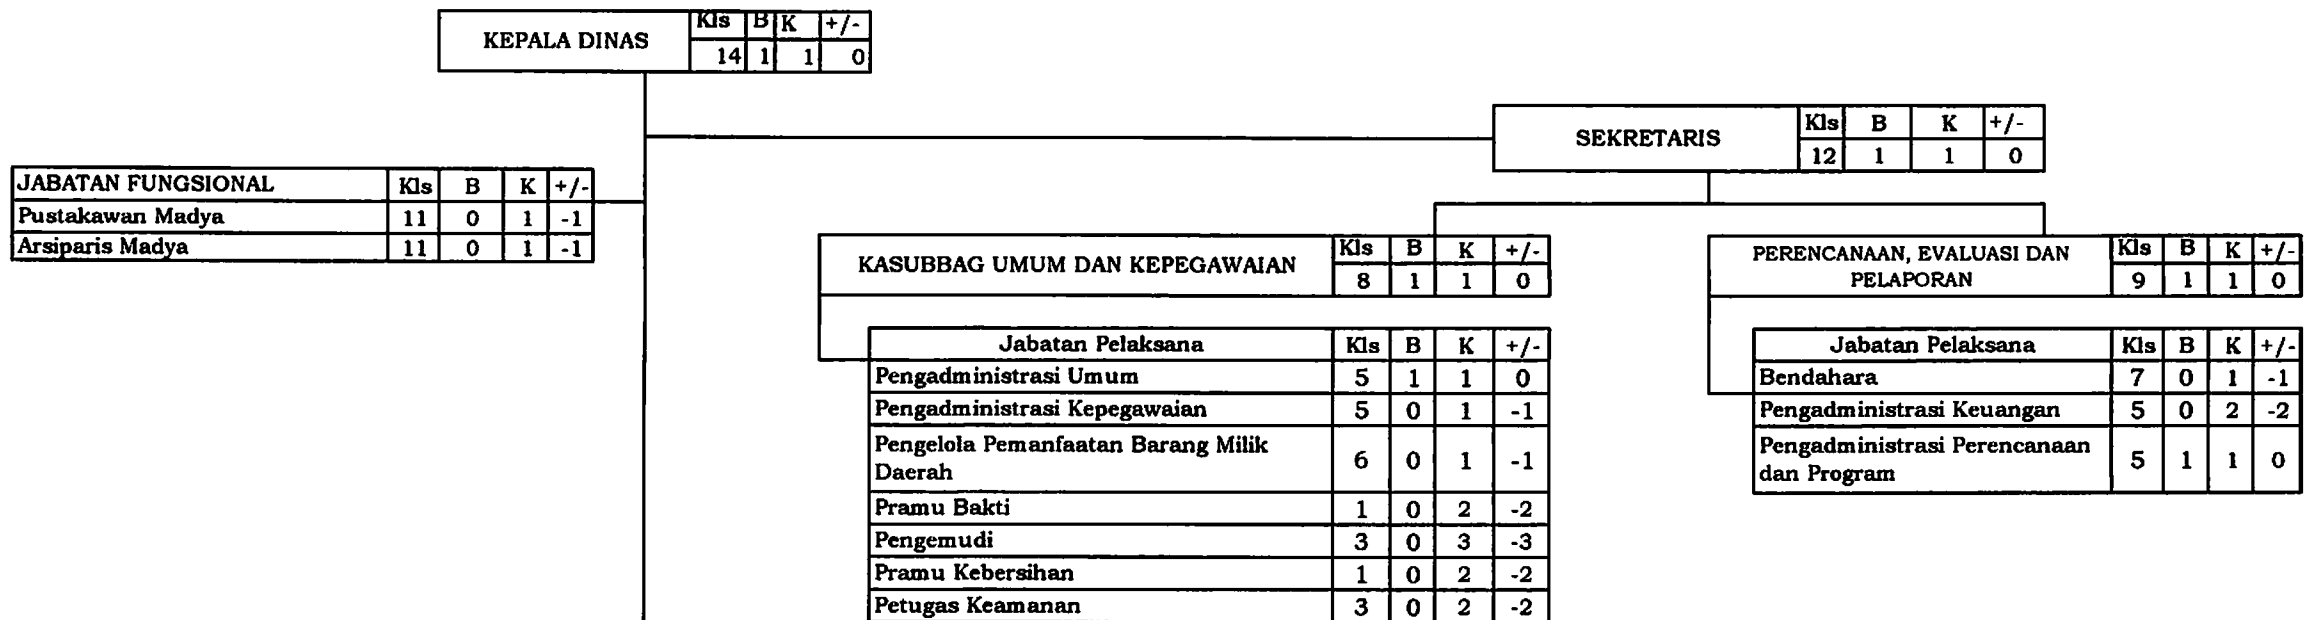 KEPALA DINAS Kls B K +/-
14 1 1 0
SEKRETARIS Kls B K +/-
12 1 1 0
JABATAN FUNGSIONAL Kls B K +/-
Pustakawan Madya 11 0 1 -1
Arsiparis Madya 11 0 1 -1
KASUBBAG UMUM DAN KEPEGAWAIAN Kls B K +/-
8 1 1 0
Jabatan Pelaksana Kls B K +/-
Pengadministrasi Umum 5 1 1 0
Pengadministrasi Kepegawaian 5 0 1 -1
Pengelola Pemanfaatan Barang Milik
Daerah 6 0 1 -1
Pramu Bakti 1 0 2 -2
Pengemudi 3 0 3 -3
Pramu Kebersihan 1 0 2 -2
Petugas Keamanan 3 0 2 -2
PERENCANAAN, EVALUASI DAN
PELAPORAN Kls B K +/-
9 1 1 0
Jabatan Pelaksana Kls B K +/-
Bendahara 7 0 1 -1
Pengadministrasi Keuangan 5 0 2 -2
Pengadministrasi Perencanaan
dan Program 5 1 1 0